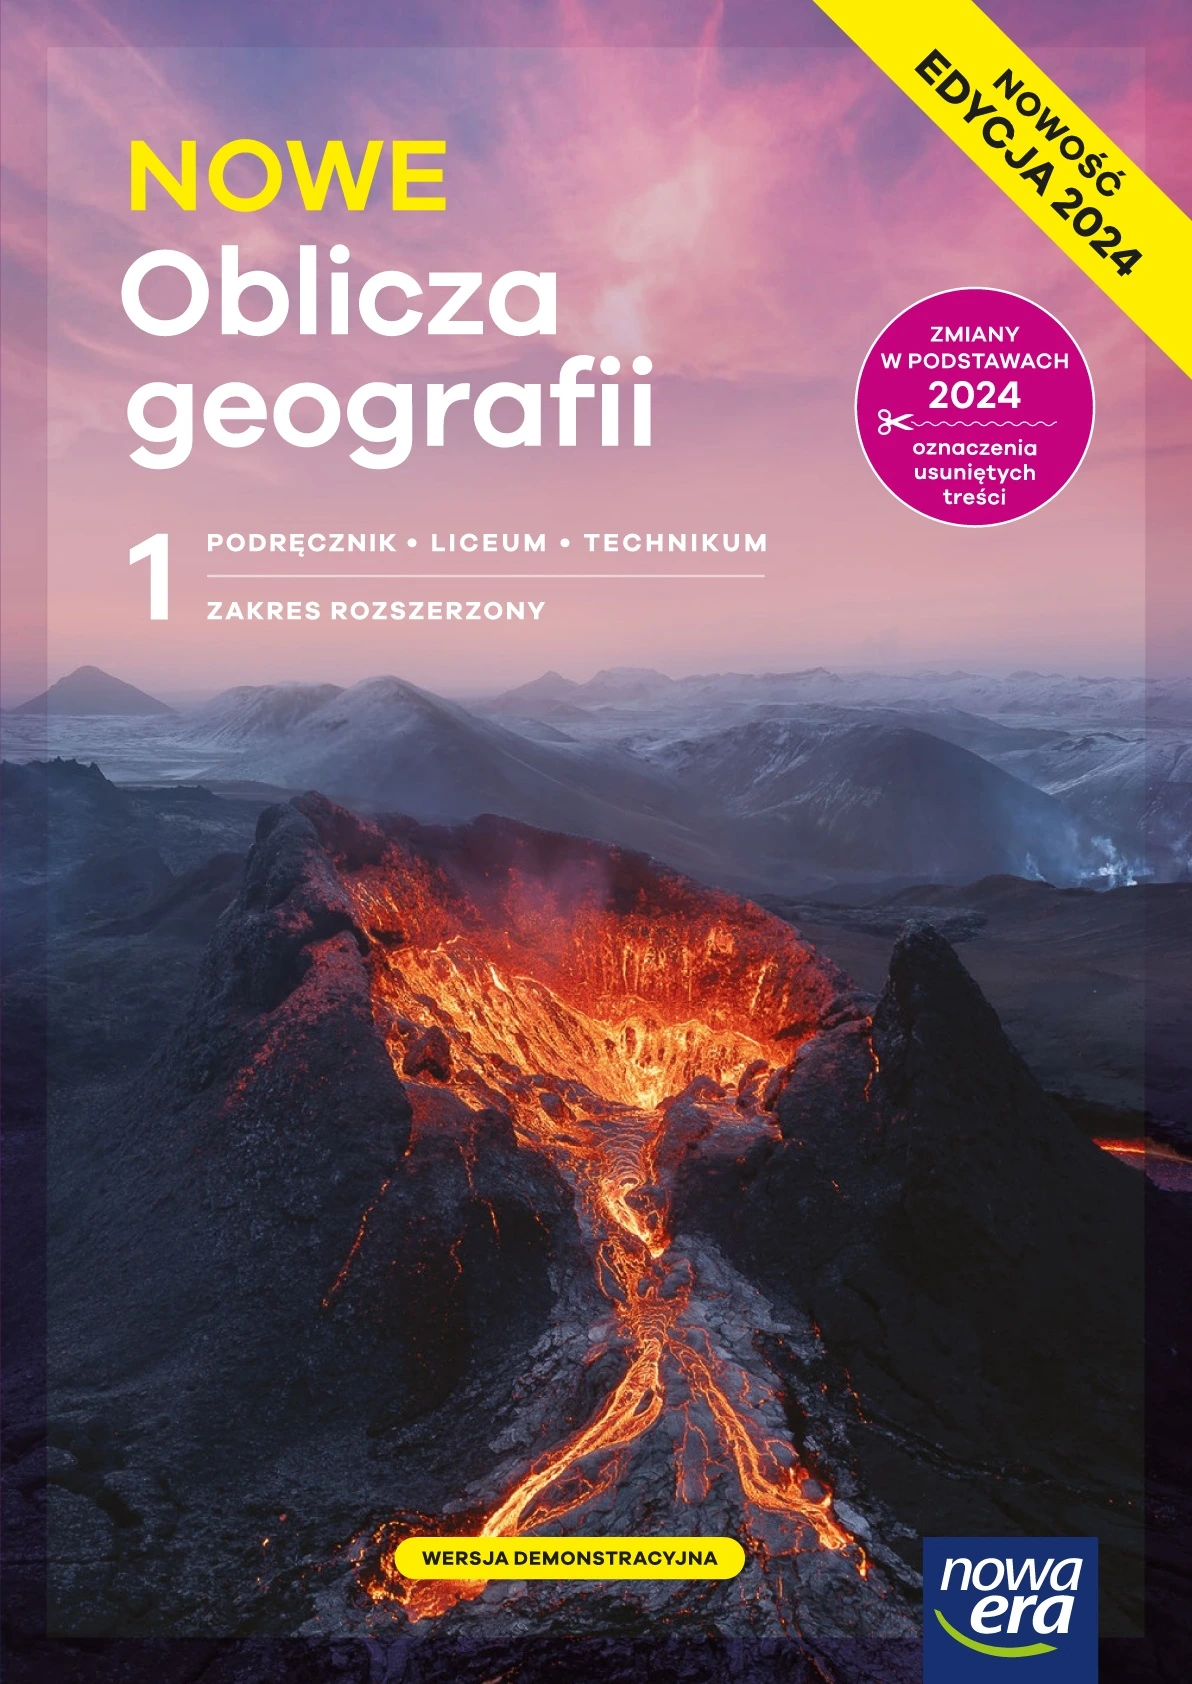 NOWOŚĆ
EDYCJA 2024
NOWE
Oblicza
geografii
ZMIANY
W PODSTAWACH
2024
oznaczenia
usuniętych
treści
1
PODRĘCZNIK • LICEUM • TECHNIKUM
ZAKRES ROZSZERZONY
WERSJA DEMONSTRACYJNA
nowa
era